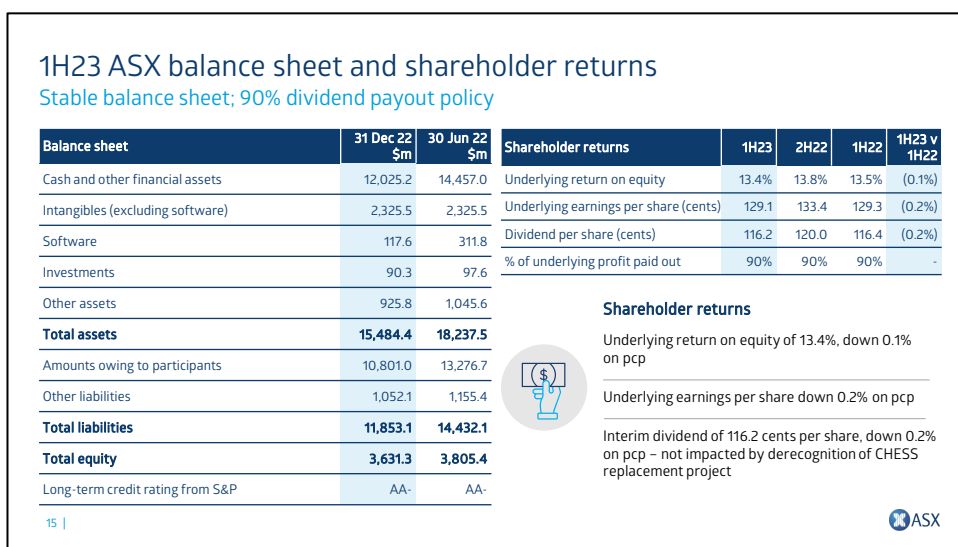 1H23 ASX balance sheet and shareholder returns
Stable balance sheet; 90% dividend payout policy
Balance sheet 31 Dec 22 $m 30 Jun 22 $m
Cash and other financial assets 12,025.2 14,457.0
Intangibles (excluding software) 2,325.5 2,325.5
Software 117.6 311.8
Investments 90.3 97.6
Other assets 925.8 1,045.6
Total assets 15,484.4 18,237.5
Amounts owing to participants 10,801.0 13,276.7
Other liabilities 1,052.1 1,155.4
Total liabilities 11,853.1 14,432.1
Total equity 3,631.3 3,805.4
Long-term credit rating from S&P AA- AA-
Shareholder returns 1H23 2H22 1H22 1H23 v 1H22
Underlying return on equity 13.4% 13.8% 13.5% (0.1%)
Underlying earnings per share (cents) 129.1 133.4 129.3 (0.2%)
Dividend per share (cents) 116.2 120.0 116.4 (0.2%)
% of underlying profit paid out 90% 90% 90% -
$
Shareholder returns
Underlying return on equity of 13.4%, down 0.1%
on pcp
Underlying earnings per share down 0.2% on pcp
Interim dividend of 116.2 cents per share, down 0.2%
on pcp – not impacted by derecognition of CHESS
replacement project
15 |
ASX